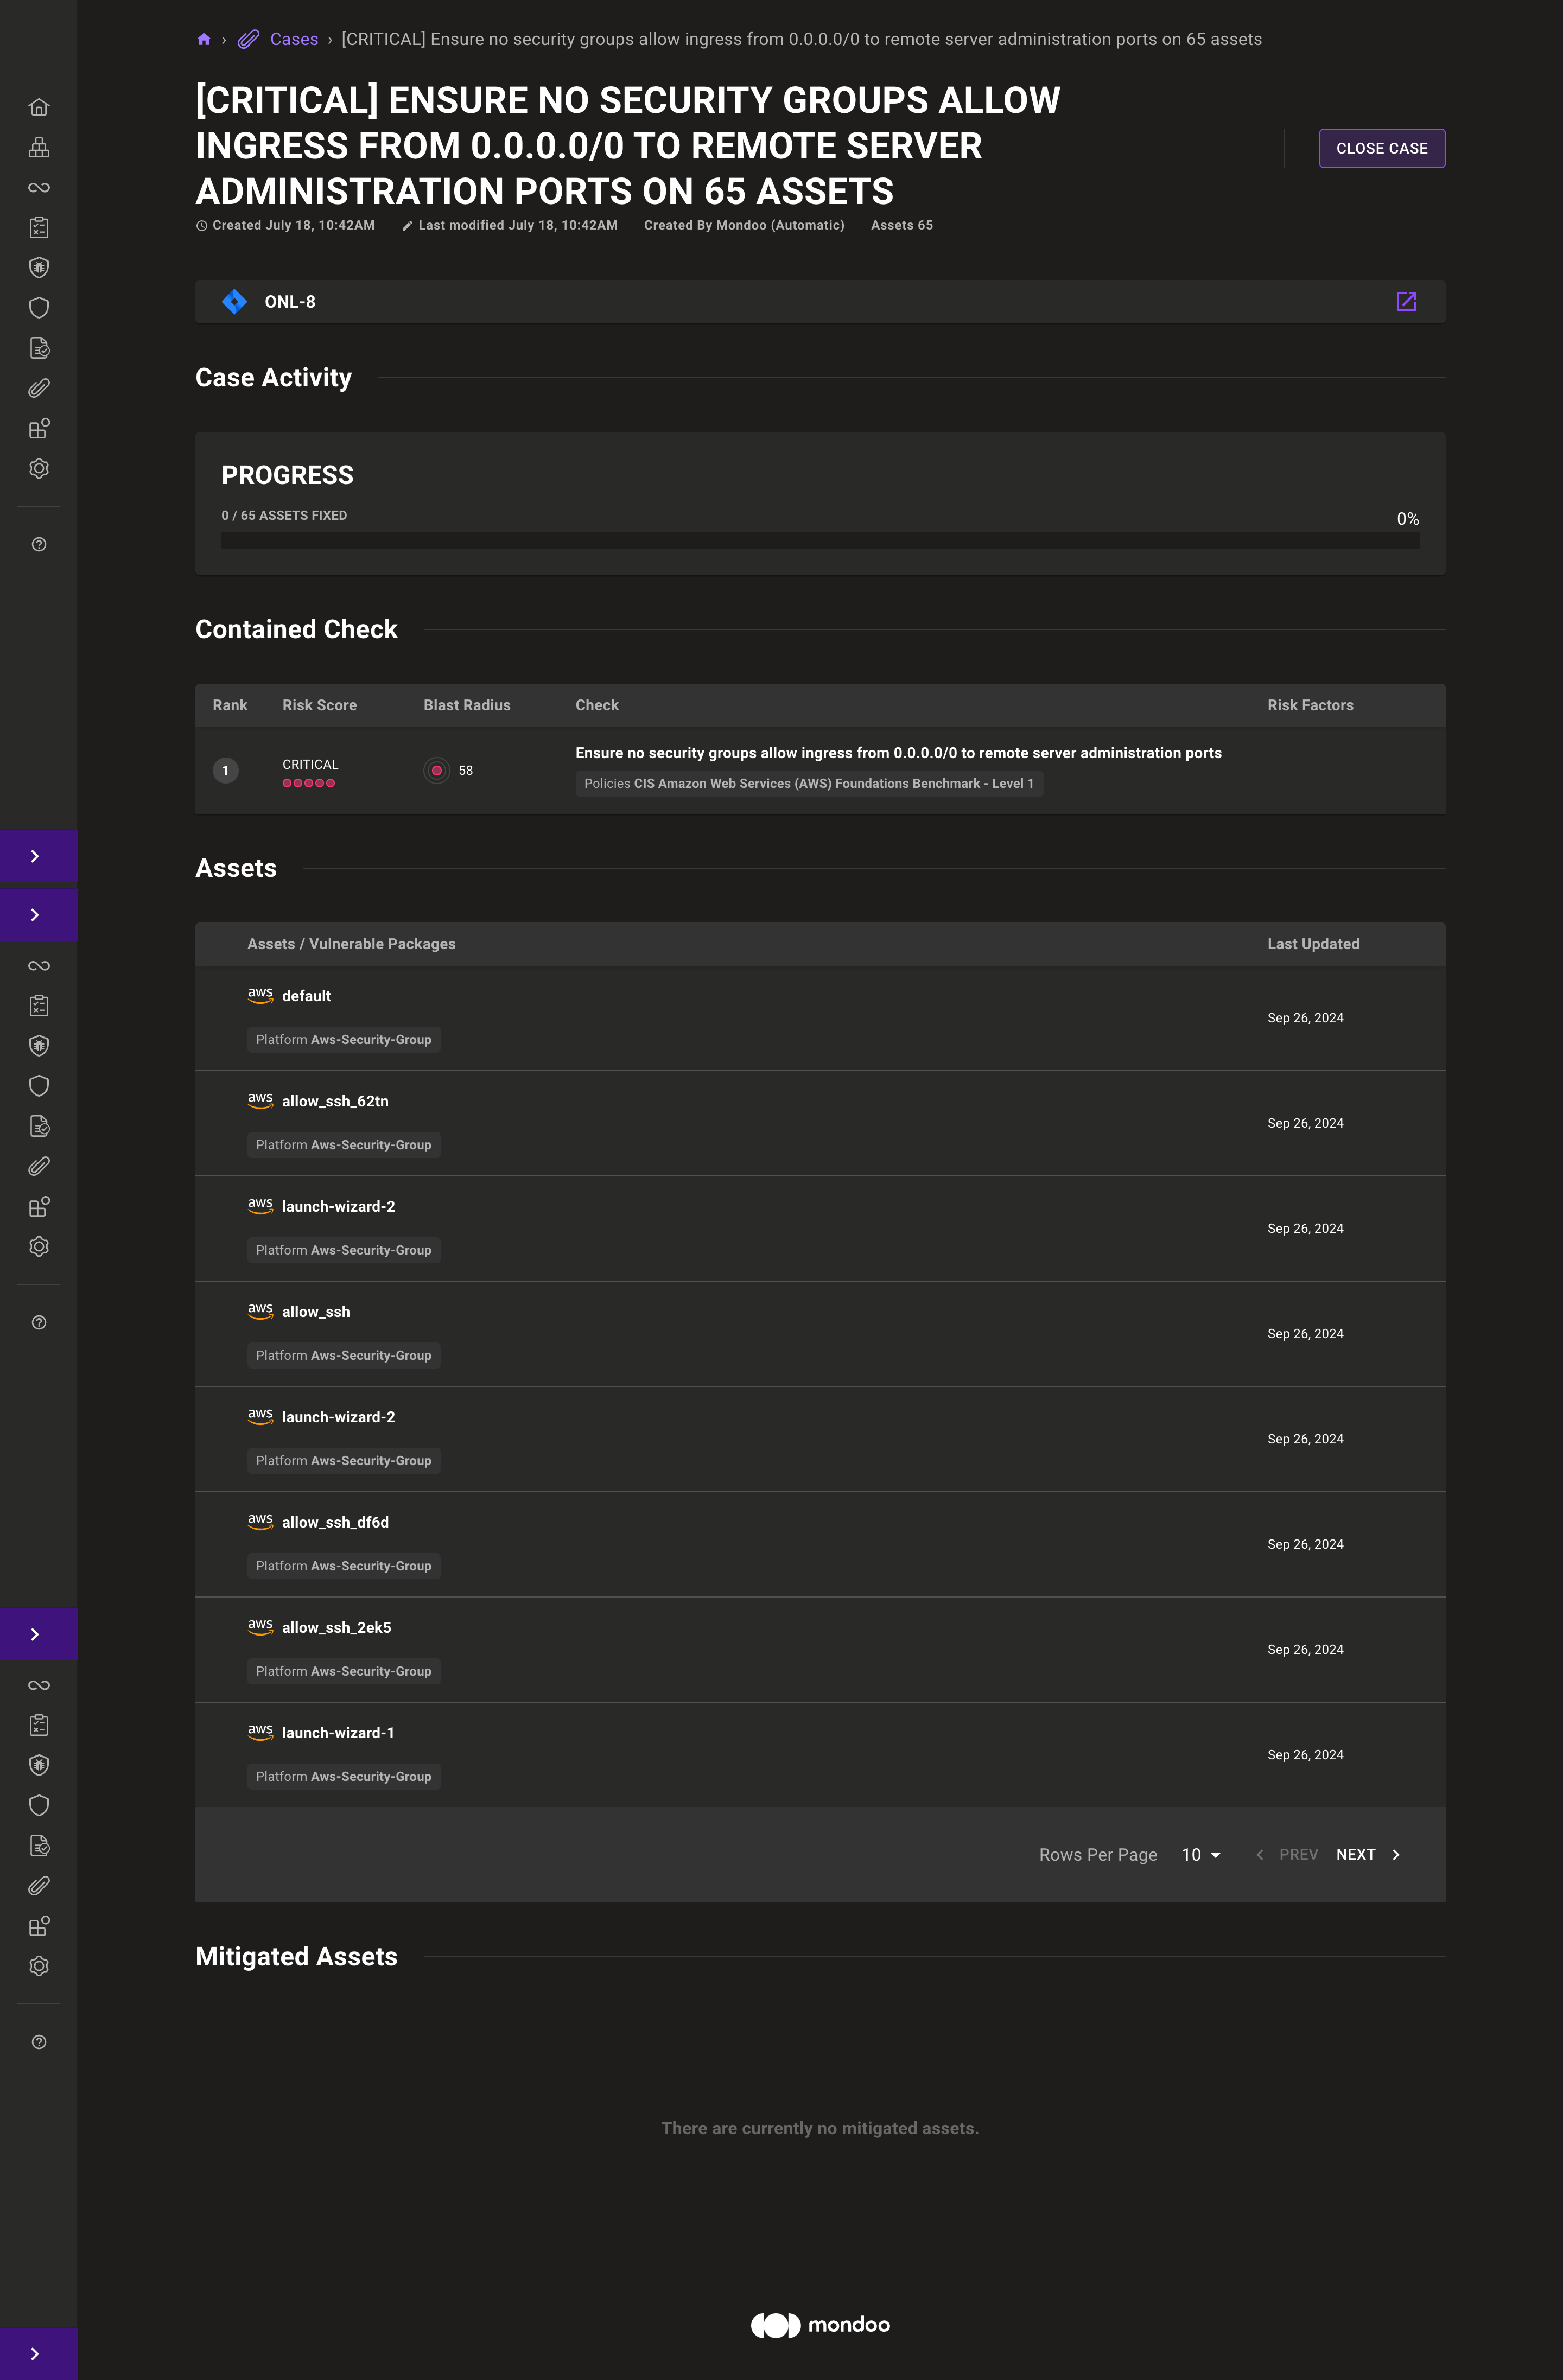 Cases › [CRITICAL] Ensure no security groups allow ingress from 0.0.0.0/0 to remote server administration ports on 65 assets
[CRITICAL] ENSURE NO SECURITY GROUPS ALLOW
INGRESS FROM 0.0.0.0/0 TO REMOTE SERVER
ADMINISTRATION PORTS ON 65 ASSETS
CLOSE CASE
Created July 18, 10:42AM Last modified July 18, 10:42AM Created By Mondoo (Automatic) Assets 65
ONL-8
Case Activity
PROGRESS
0 / 65 ASSETS FIXED 0%
Contained Check
Rank Risk Score Blast Radius Check Risk Factors
1 CRITICAL 58 Ensure no security groups allow ingress from 0.0.0.0/0 to remote server administration ports
Policies CIS Amazon Web Services (AWS) Foundations Benchmark - Level 1
Assets
Assets / Vulnerable Packages Last Updated
aws default
Platform Aws-Security-Group
Sep 26, 2024
aws allow_ssh_62tn
Platform Aws-Security-Group
Sep 26, 2024
aws launch-wizard-2
Platform Aws-Security-Group
Sep 26, 2024
aws allow_ssh
Platform Aws-Security-Group
Sep 26, 2024
aws launch-wizard-2
Platform Aws-Security-Group
Sep 26, 2024
aws allow_ssh_df6d
Platform Aws-Security-Group
Sep 26, 2024
aws allow_ssh_2ek5
Platform Aws-Security-Group
Sep 26, 2024
aws launch-wizard-1
Platform Aws-Security-Group
Sep 26, 2024
Rows Per Page 10 PREV NEXT
Mitigated Assets
There are currently no mitigated assets.
mondoo